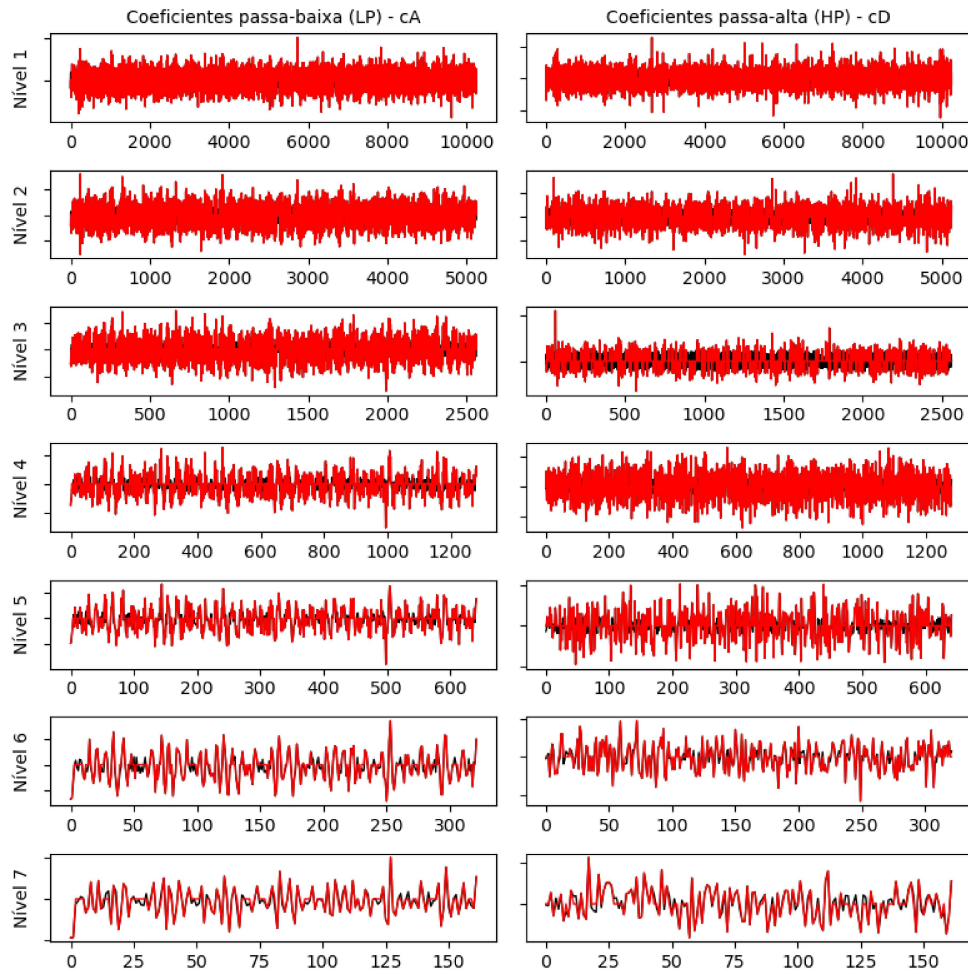 Coeficientes passa-baixa (LP) - cA Coeficientes passa-alta (HP) - cD
Nível 1
0 2000 4000 6000 8000 10000 0 2000 4000 6000 8000 10000
Nível 2
0 1000 2000 3000 4000 5000 0 1000 2000 3000 4000 5000
Nível 3
0 500 1000 1500 2000 2500 0 500 1000 1500 2000 2500
Nível 4
0 200 400 600 800 1000 1200 0 200 400 600 800 1000 1200
Nível 5
0 100 200 300 400 500 600 0 100 200 300 400 500 600
Nível 6
0 50 100 150 200 250 300 0 50 100 150 200 250 300
Nível 7
0 25 50 75 100 125 150 0 25 50 75 100 125 150